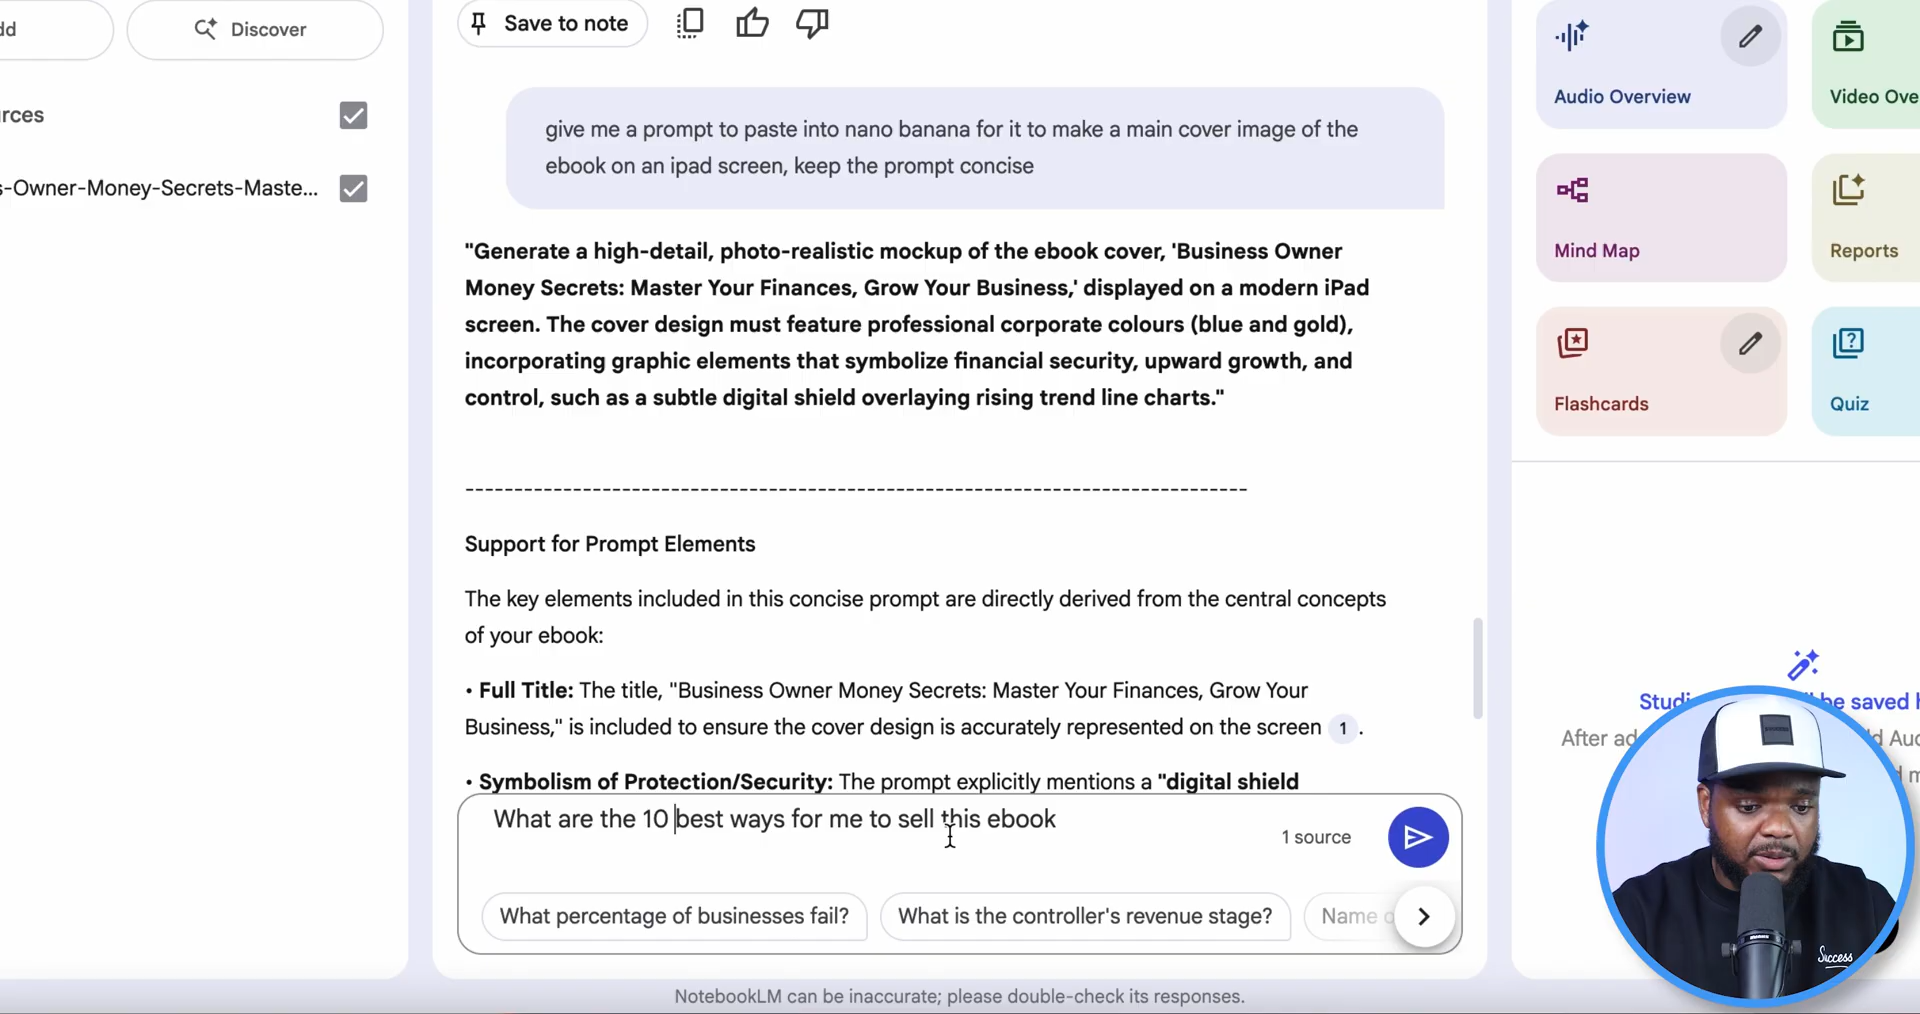 dd
Discover
rces
s-Owner-Money-Secrets-Maste...
Save to note
give me a prompt to paste into nano banana for it to make a main cover image of the
ebook on an ipad screen, keep the prompt concise
"Generate a high-detail, photo-realistic mockup of the ebook cover, 'Business Owner
Money Secrets: Master Your Finances, Grow Your Business,' displayed on a modern iPad
screen. The cover design must feature professional corporate colours (blue and gold),
incorporating graphic elements that symbolize financial security, upward growth, and
control, such as a subtle digital shield overlaying rising trend line charts."
--------------------------------------------------------------------------------
Support for Prompt Elements
The key elements included in this concise prompt are directly derived from the central concepts
of your ebook:
• Full Title: The title, "Business Owner Money Secrets: Master Your Finances, Grow Your
Business," is included to ensure the cover design is accurately represented on the screen 1 .
• Symbolism of Protection/Security: The prompt explicitly mentions a "digital shield
What are the 10 best ways for me to sell this ebook
1 source
What percentage of businesses fail?
What is the controller's revenue stage?
Name
NotebookLM can be inaccurate; please double-check its responses.
Audio Overview
Video Ove
Mind Map
Reports
Flashcards
Quiz
Studi
be saved h
After ad
d Aud
Success